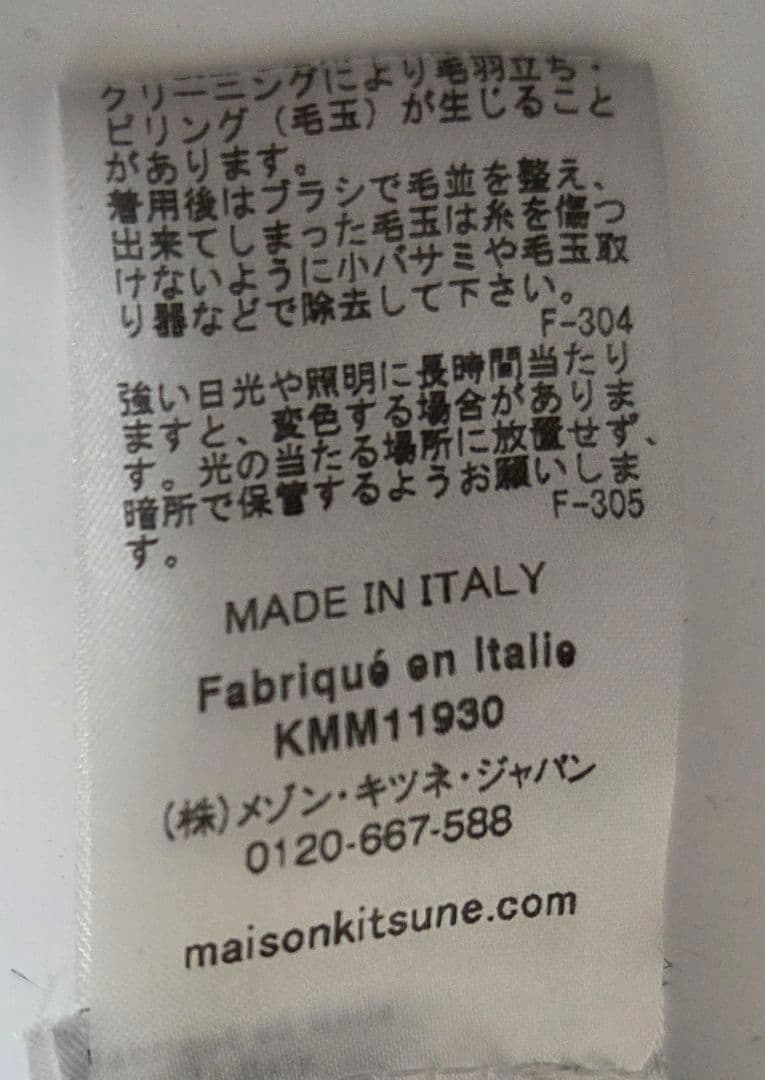 クリーニングにより毛羽立ち・
ピリング（毛玉）が生じること
があります。
着用後はブラシで毛並を整え、
出来てしまった毛玉は糸を傷つ
けないように小バサミや毛玉取
り器などで除去して下さい。
F-304
強い日光や照明に長時間当たり
ますと、変色する場合がありま
す。光の当たる場所に放置せず、
暗所で保管するようお願いしま
す。
F-305
MADE IN ITALY
Fabriqué en Italie
KMM11930
(株)メゾン・キツネ・ジャパン
0120-667-588
maisonkitsune.com